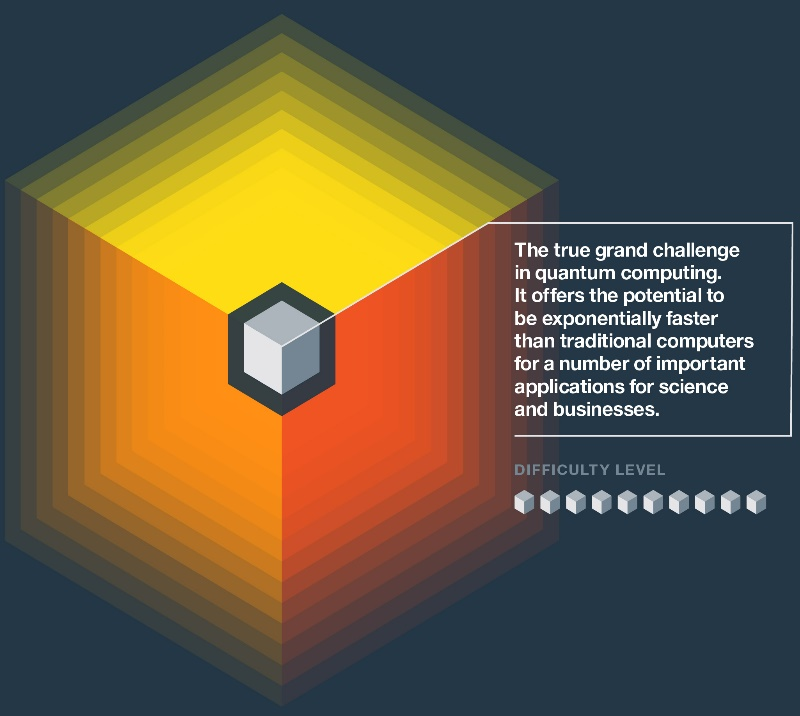 The true grand challenge
in quantum computing.
It offers the potential to
be exponentially faster
than traditional computers
for a number of important
applications for science
and businesses.
DIFFICULTY LEVEL